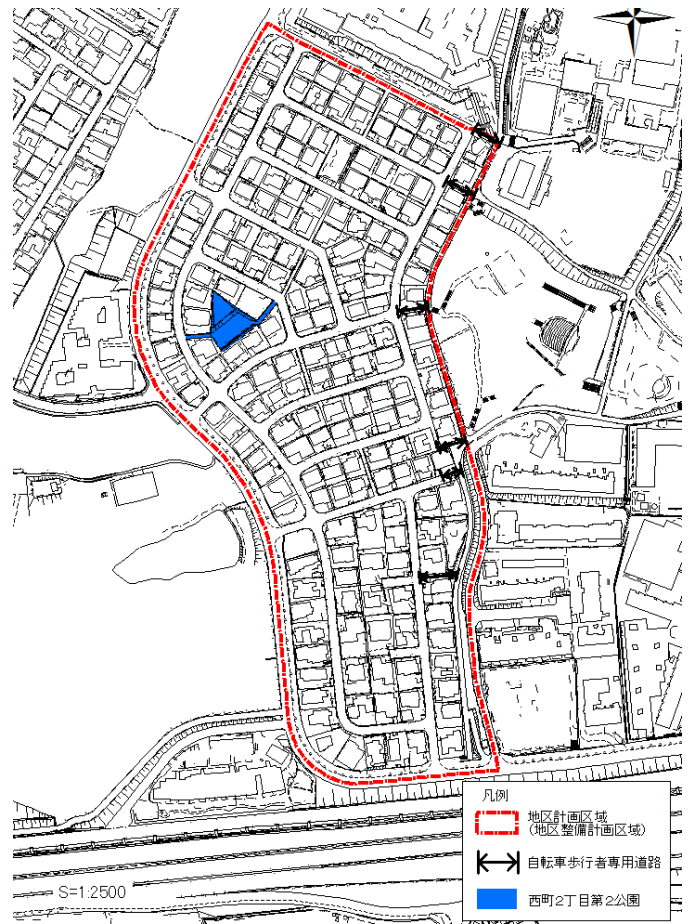 凡例
地区計画区域
(地区整備計画区域)
自転車歩行者専用道路
西町2丁目第2公園
S=1:2500